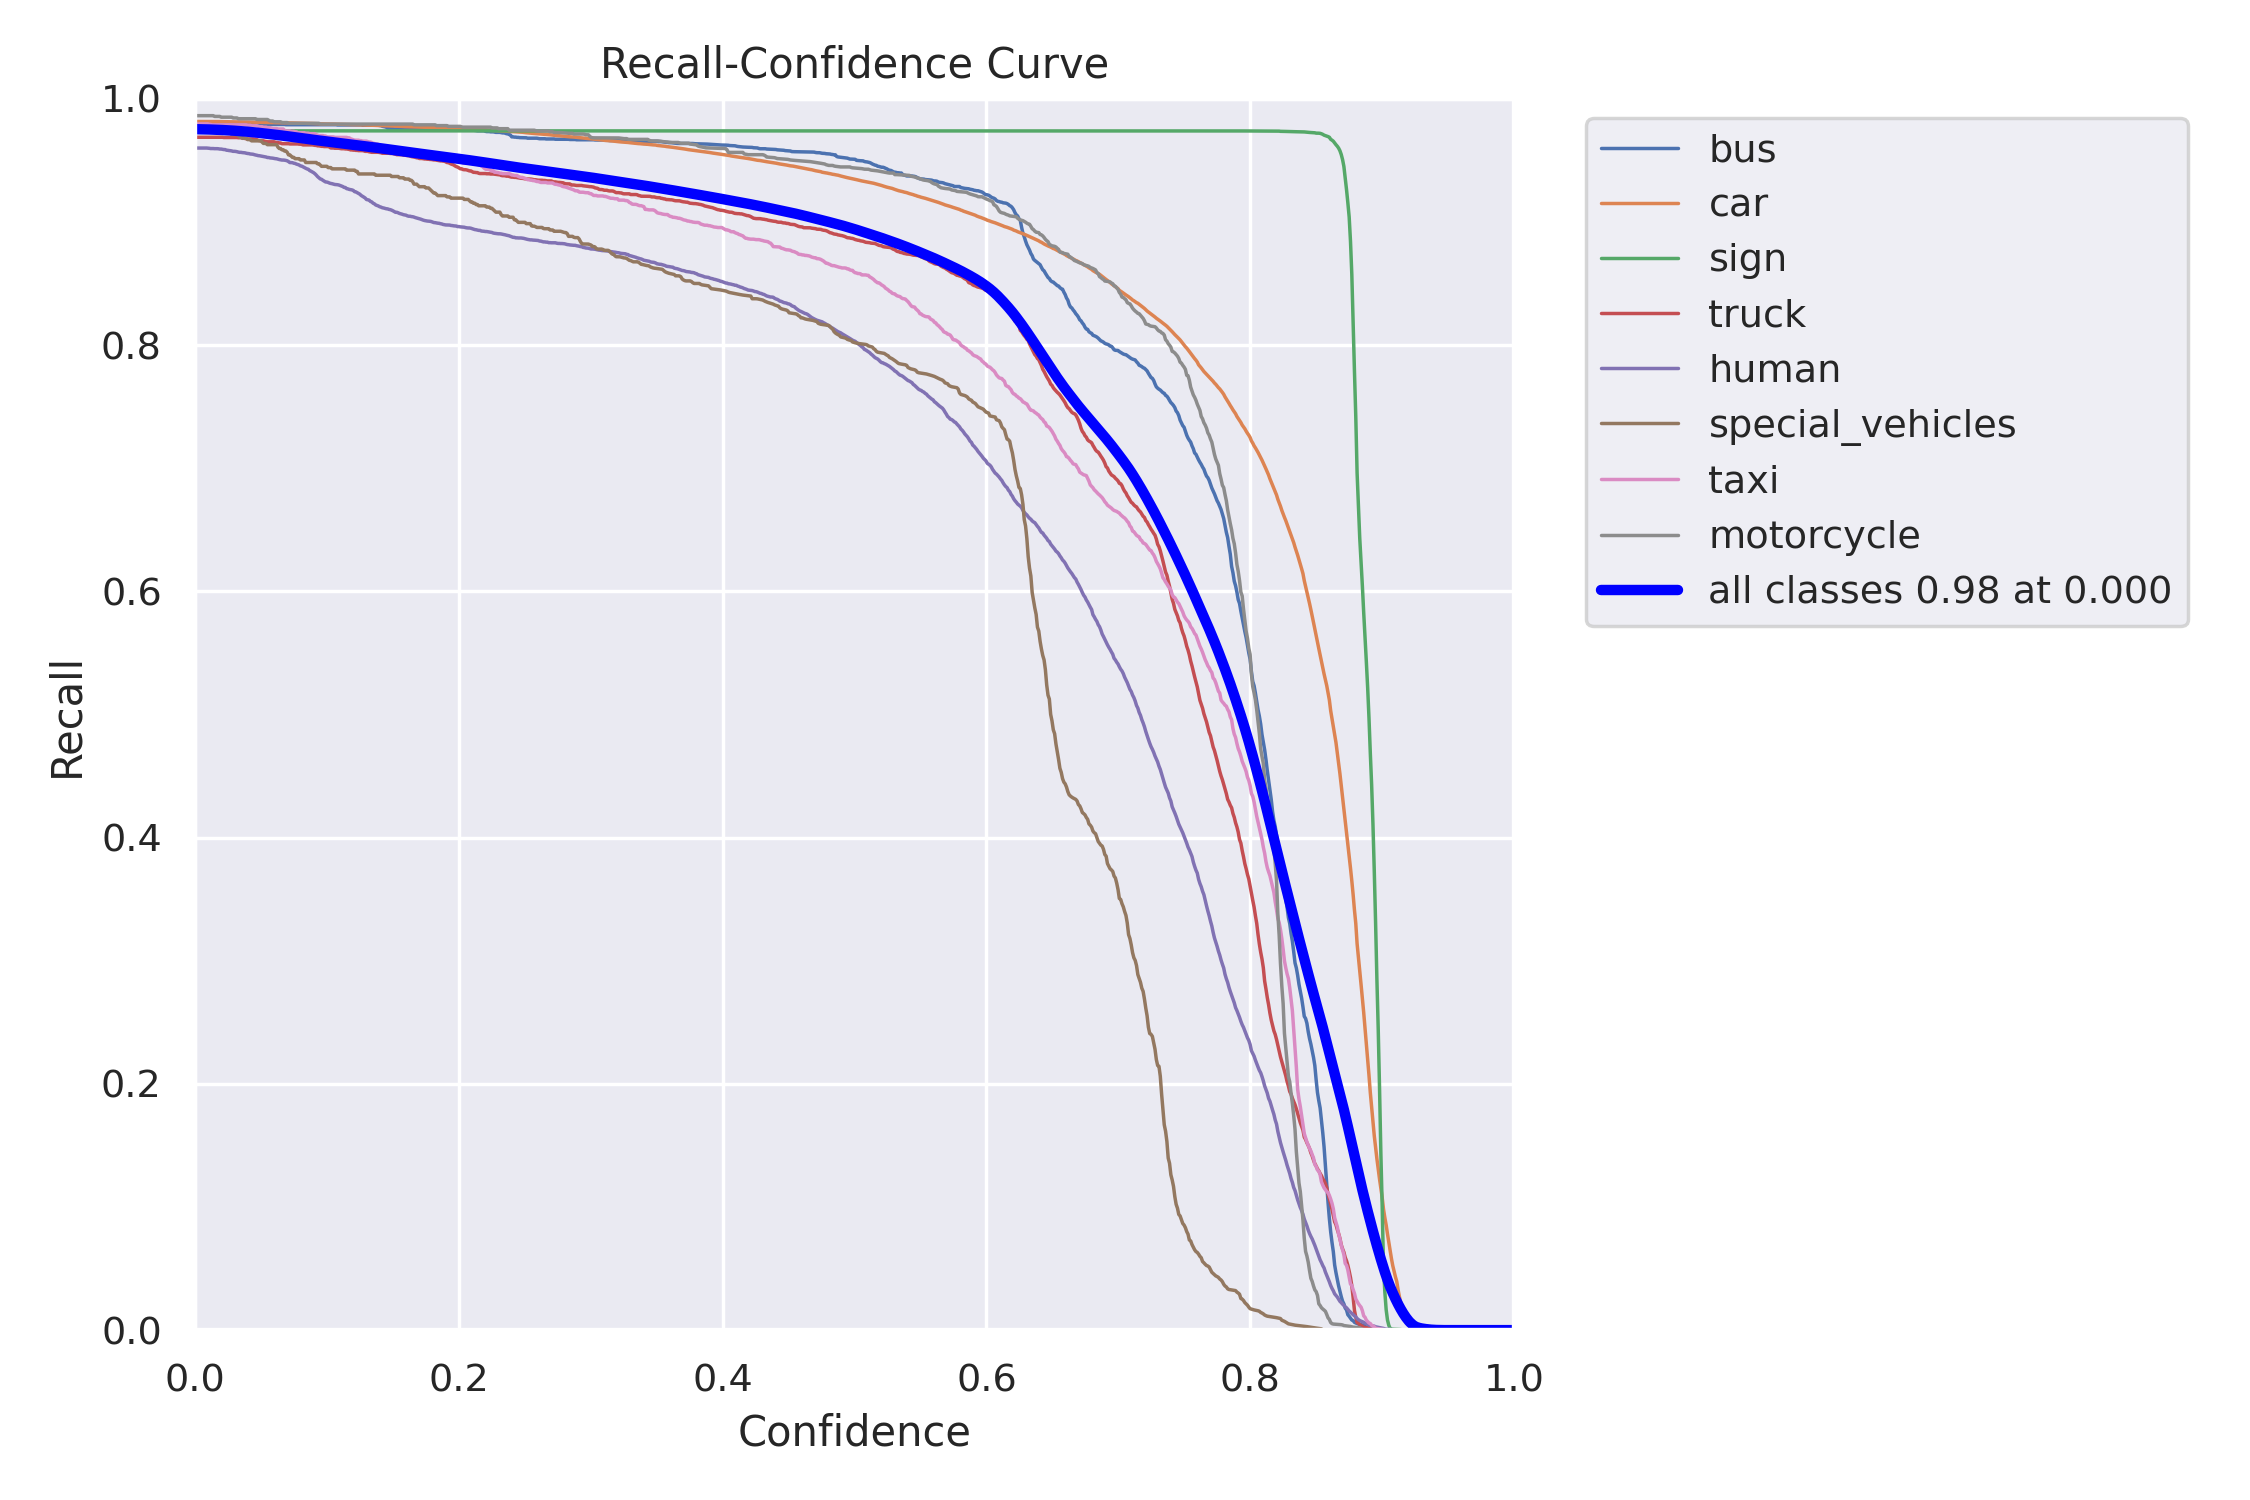 Recall-Confidence Curve
1.0
0.8
0.6
0.4
0.2
0.0
Recall
0.0 0.2 0.4 0.6 0.8 1.0
Confidence
bus
car
sign
truck
human
special_vehicles
taxi
motorcycle
all classes 0.98 at 0.000